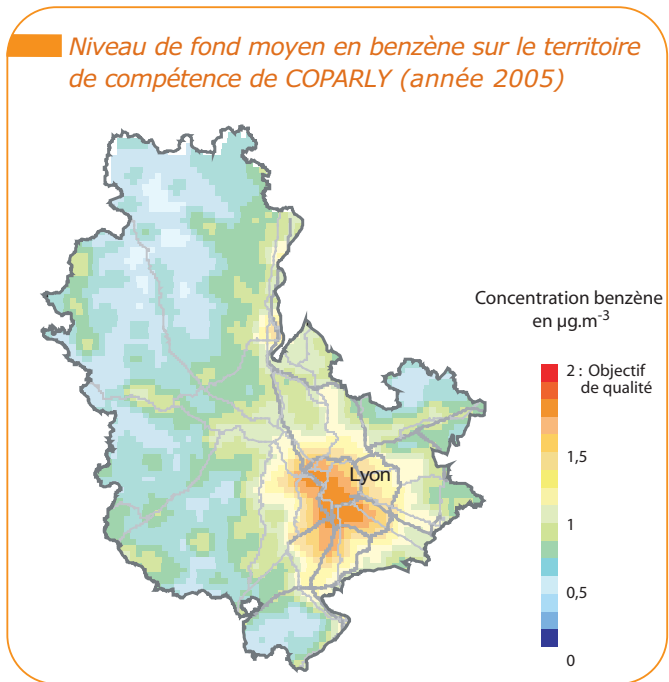 Niveau de fond moyen en benzène sur le territoire
de compétence de COPARLY (année 2005)
Concentration benzène
en µg.m-3
2 : Objectif
de qualité
1,5
Lyon
1
0,5
0